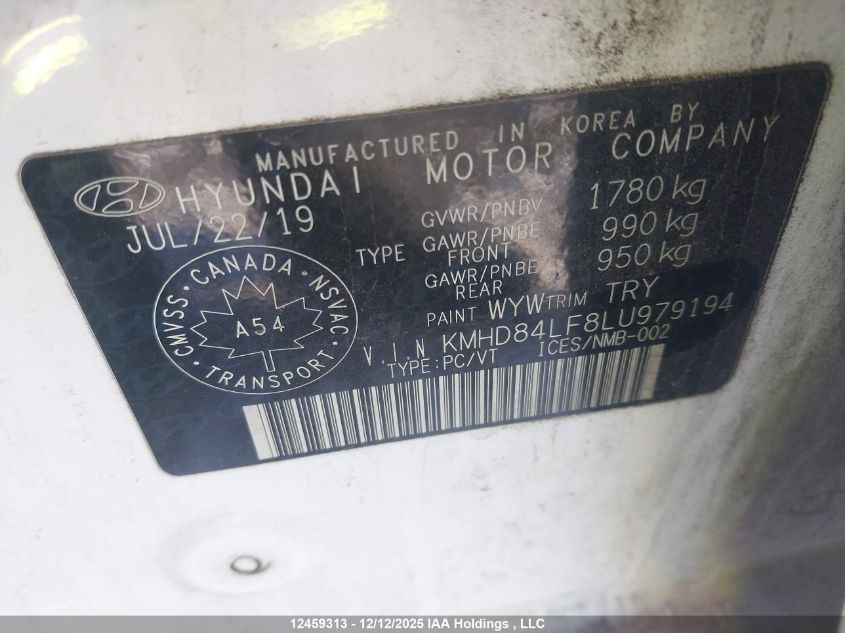 MANUFACTURED IN KOREA BY
HYUNDAI MOTOR COMPANY
JUL/22/19
GVWR/PNBV 1780 kg
TYPE GAWR/PNBE FRONT 990 kg
GAWR/PNBE REAR 950 kg
PAINT WYW TRIM TRY
V.I.N KMHD84LF8LU979194
TYPE:PC/VT ICES/NMB-002
CMVSS · CANADA · NSVAC
A54
· TRANSPORT ·
12459313 - 12/12/2025 IAA Holdings , LLC